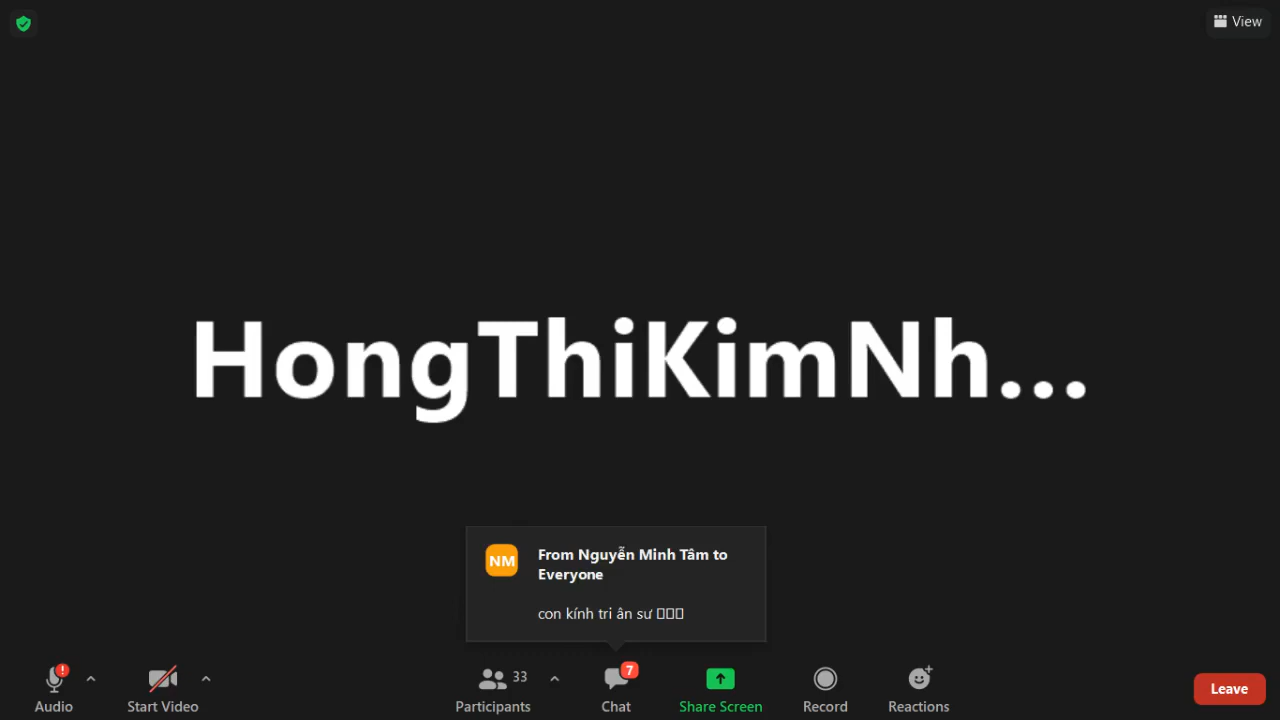 View
HongThiKimNh...
NM
From Nguyễn Minh Tâm to
Everyone
con kính tri ân sư
!
33
7
Audio
Start Video
Participants
Chat
Share Screen
Record
Reactions
Leave